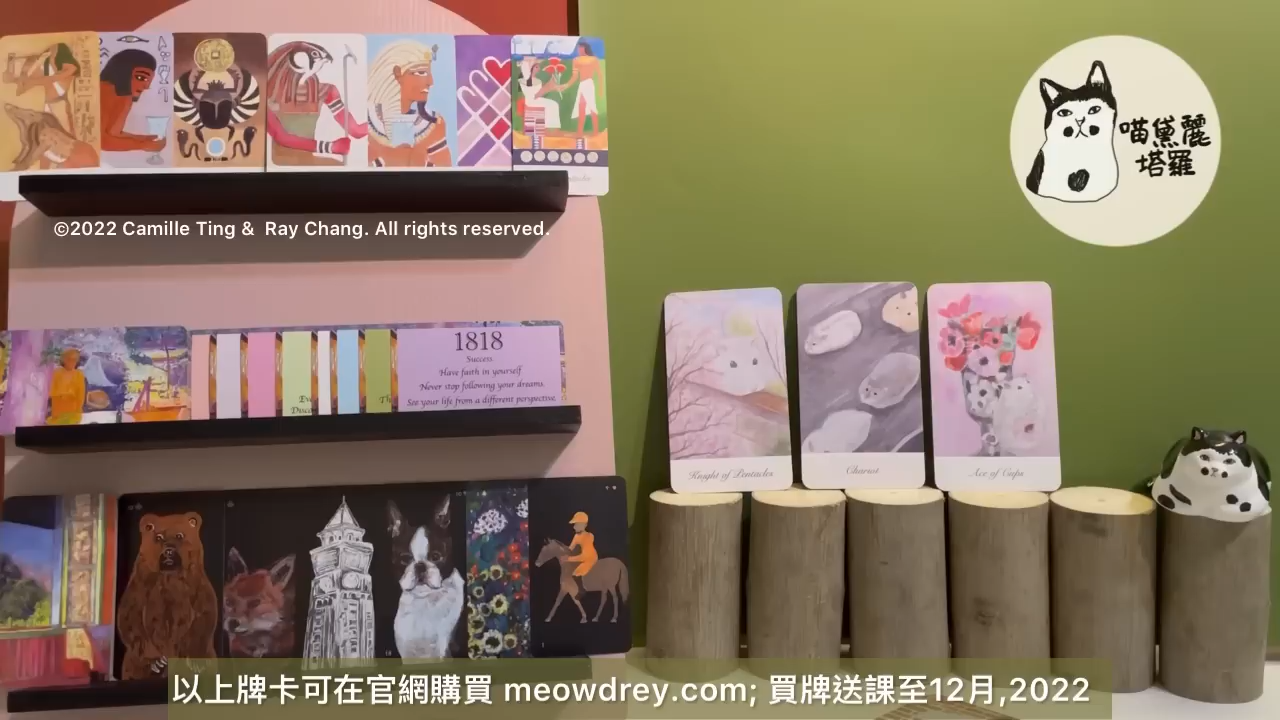 喵黛麗
塔羅
©2022 Camille Ting & Ray Chang. All rights reserved.
1818
Success
Have faith in yourself
Never stop following your dreams.
See your life from a different perspective.
Knight of Pentacles
Chariot
Ace of Cups
以上牌卡可在官網購買 meowdrey.com; 買牌送課至12月,2022